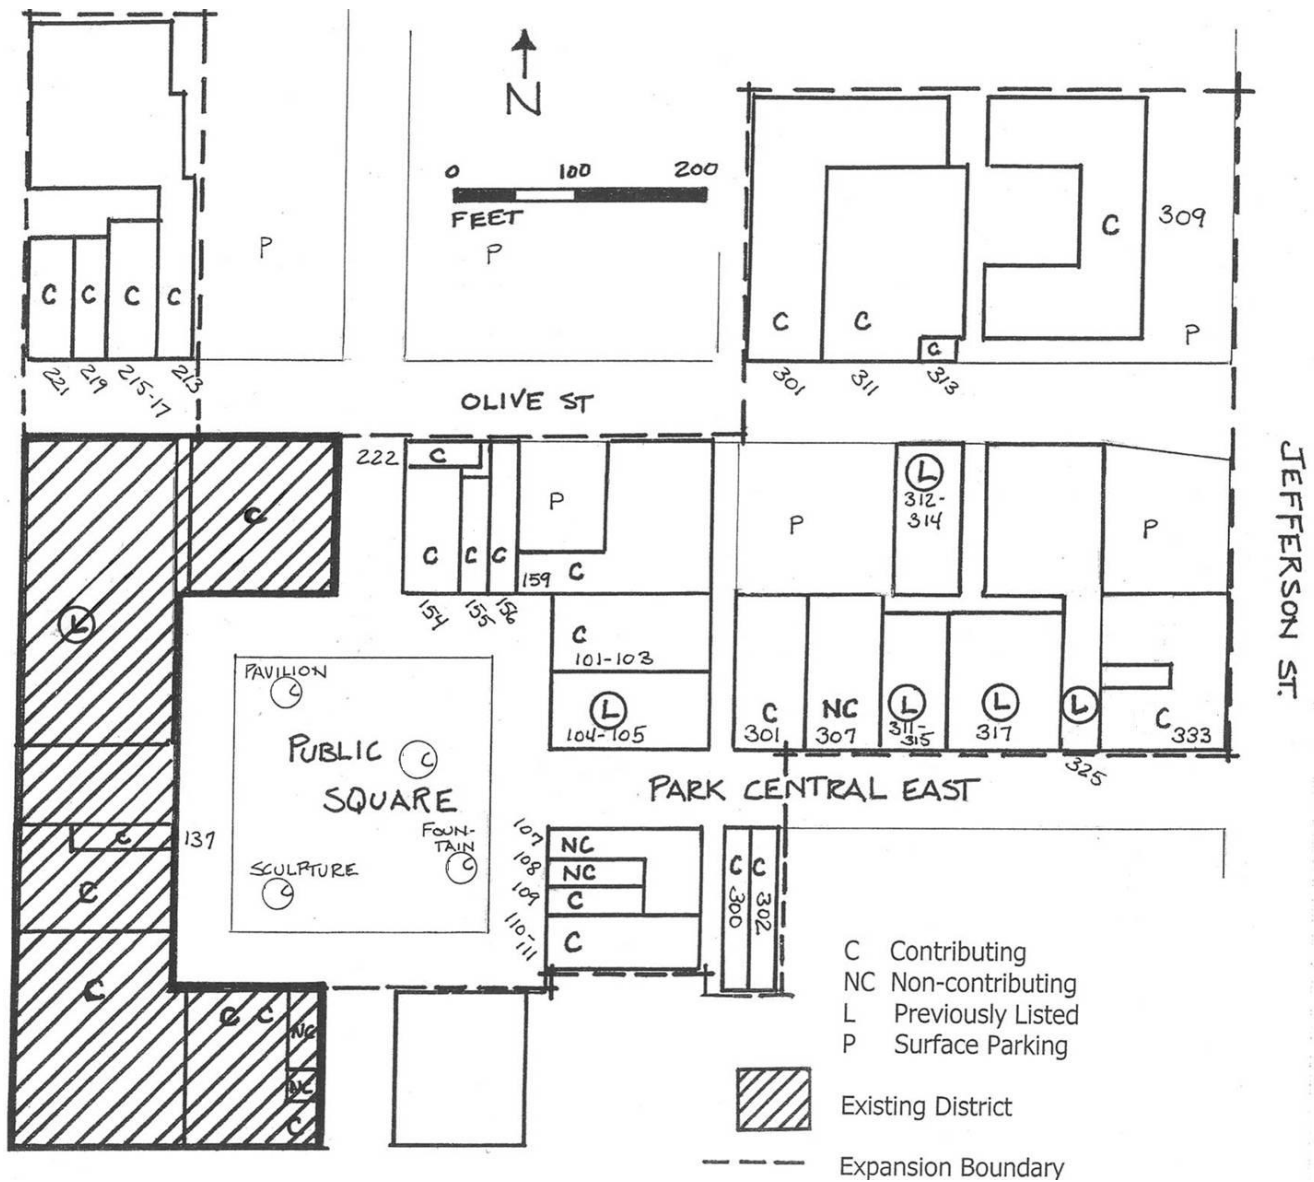 N
0 100 200
FEET
P
P
C
309
P
C
C
C
301
311
313
C
C
C
C
221
219
215-17
213
OLIVE ST
JEFFERSON ST.
C
222
C
C
C
C
P
C
159
154
155
156
P
L
312-
314
P
L
C
101-103
L
104-105
C
301
NC
307
L
311-
315
L
317
L
325
C
333
PAVILION
C
PUBLIC
SQUARE
C
FOUN-
TAIN
C
SCULPTURE
C
PARK CENTRAL EAST
137
C
C
C
C
C
NC
NC
C
107
NC
108
NC
109
C
110-
111
C
C
300
C
302
C Contributing
NC Non-contributing
L Previously Listed
P Surface Parking
Existing District
Expansion Boundary